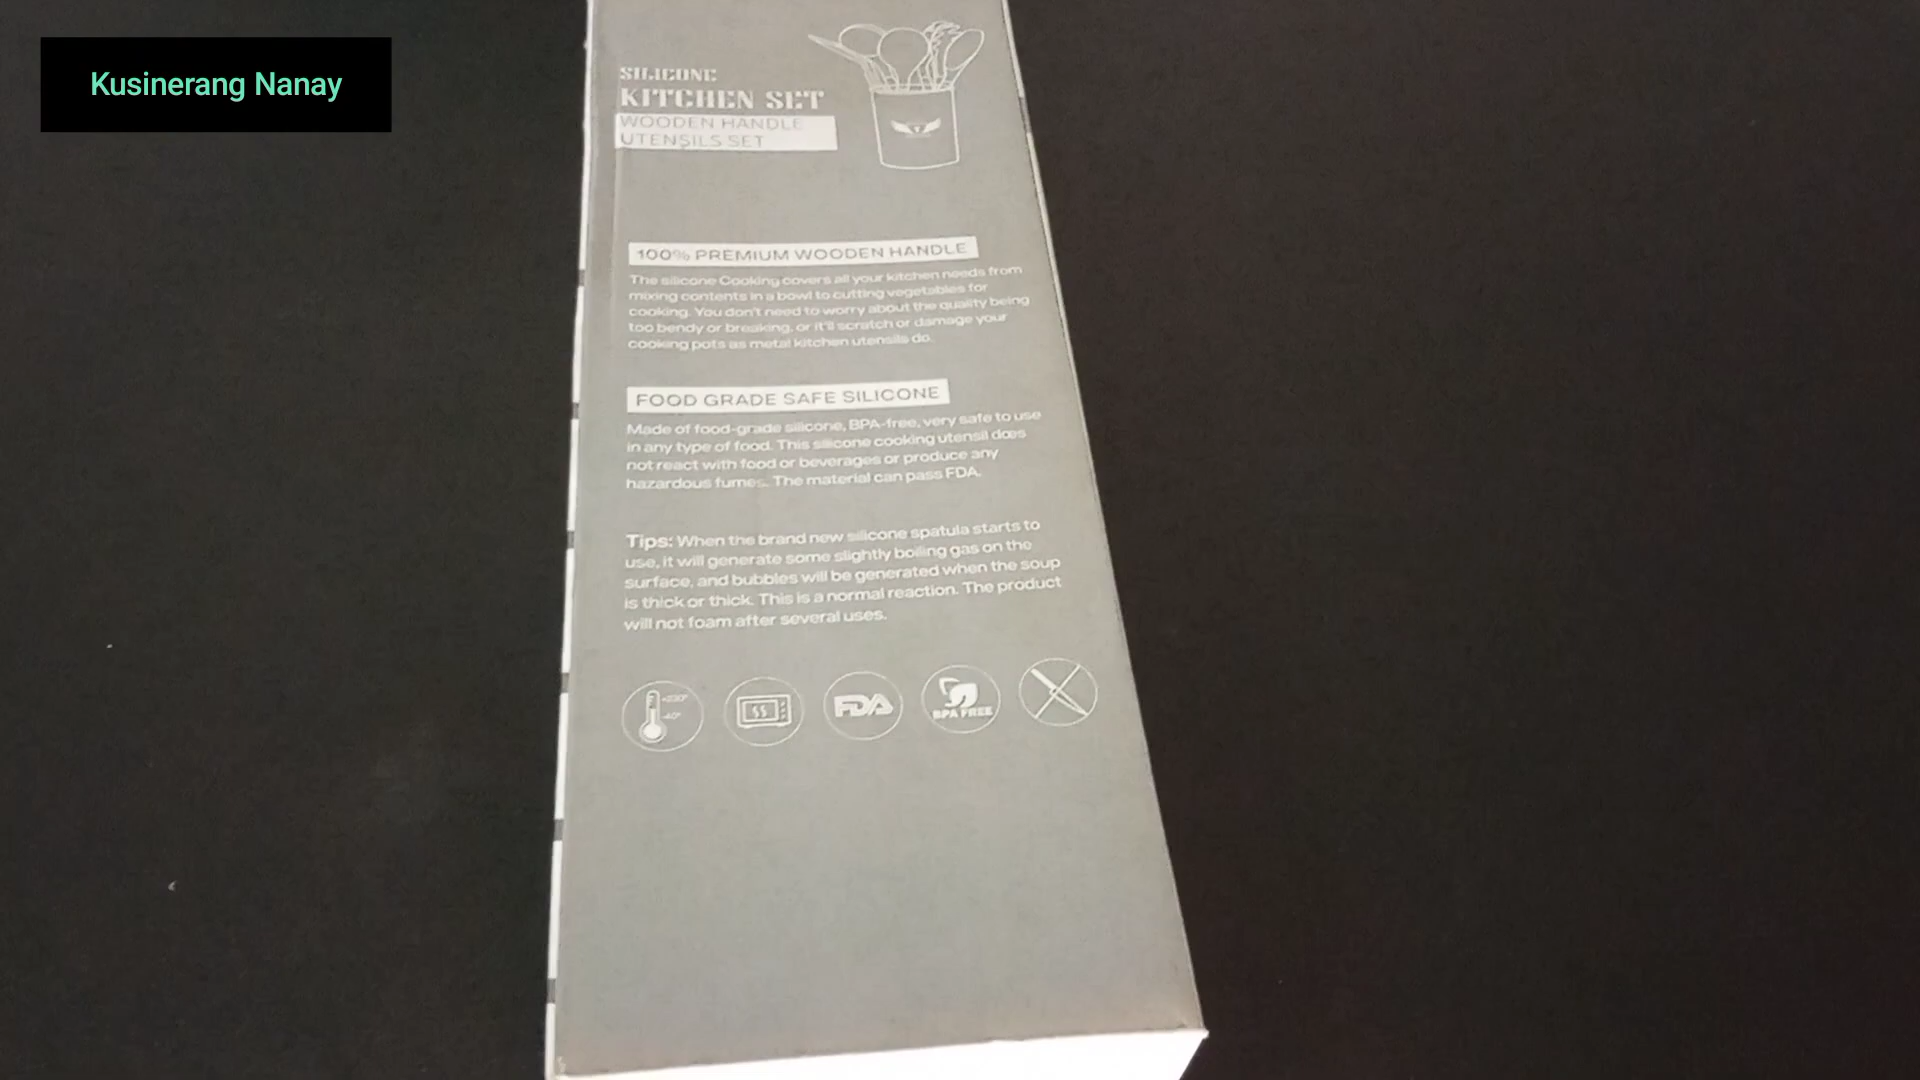 Kusinerang Nanay
SILICONE
KITCHEN SET
WOODEN HANDLE
UTENSILS SET
100% PREMIUM WOODEN HANDLE
The silicone Cooking covers all your kitchen needs from
mixing contents in a bowl to cutting vegetables for
cooking. You don't need to worry about the quality being
too bendy or breaking, or it'll scratch or damage your
cooking pots as metal kitchen utensils do.
FOOD GRADE SAFE SILICONE
Made of food-grade silicone, BPA-free, very safe to use
in any type of food. This silicone cooking utensil does
not react with food or beverages or produce any
hazardous fumes. The material can pass FDA.
Tips: When the brand new silicone spatula starts to
use, it will generate some slightly boiling gas on the
surface, and bubbles will be generated when the soup
is thick or thick. This is a normal reaction. The product
will not foam after several uses.
+230°
-40°
FDA
BPA FREE